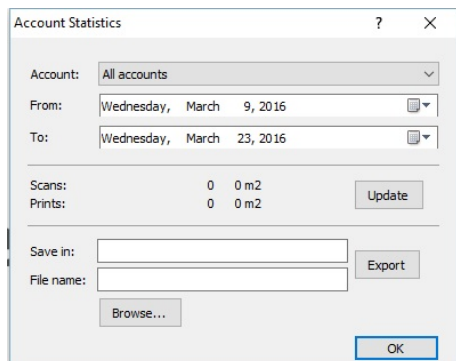 Account Statistics ?
Account: All accounts
From: Wednesday, March 9, 2016
To: Wednesday, March 23, 2016
Scans: 0 0 m2
Prints: 0 0 m2
Update
Save in:
Export
File name:
Browse...
OK